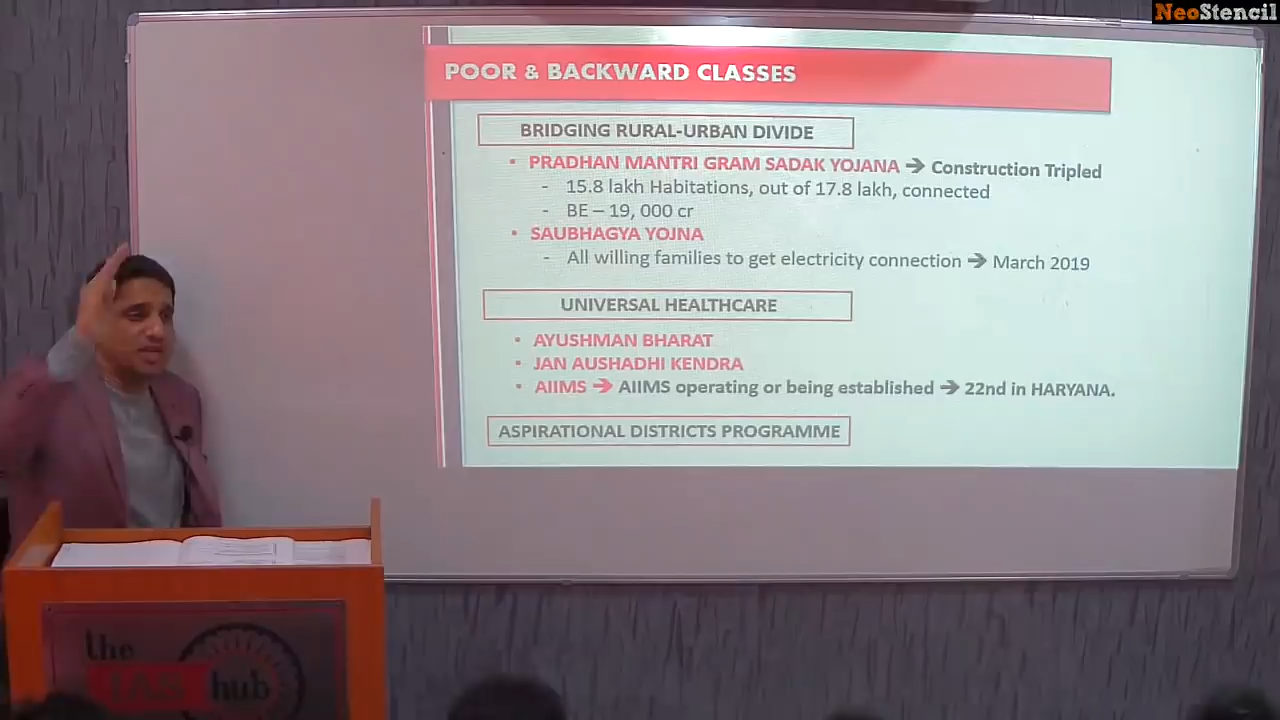 NeoStencil
POOR & BACKWARD CLASSES
BRIDGING RURAL-URBAN DIVIDE
• PRADHAN MANTRI GRAM SADAK YOJANA ➔ Construction Tripled
- 15.8 lakh Habitations, out of 17.8 lakh, connected
- BE – 19, 000 cr
• SAUBHAGYA YOJNA
- All willing families to get electricity connection ➔ March 2019
UNIVERSAL HEALTHCARE
• AYUSHMAN BHARAT
• JAN AUSHADHI KENDRA
• AIIMS ➔ AIIMS operating or being established ➔ 22nd in HARYANA.
ASPIRATIONAL DISTRICTS PROGRAMME
the
IAS hub